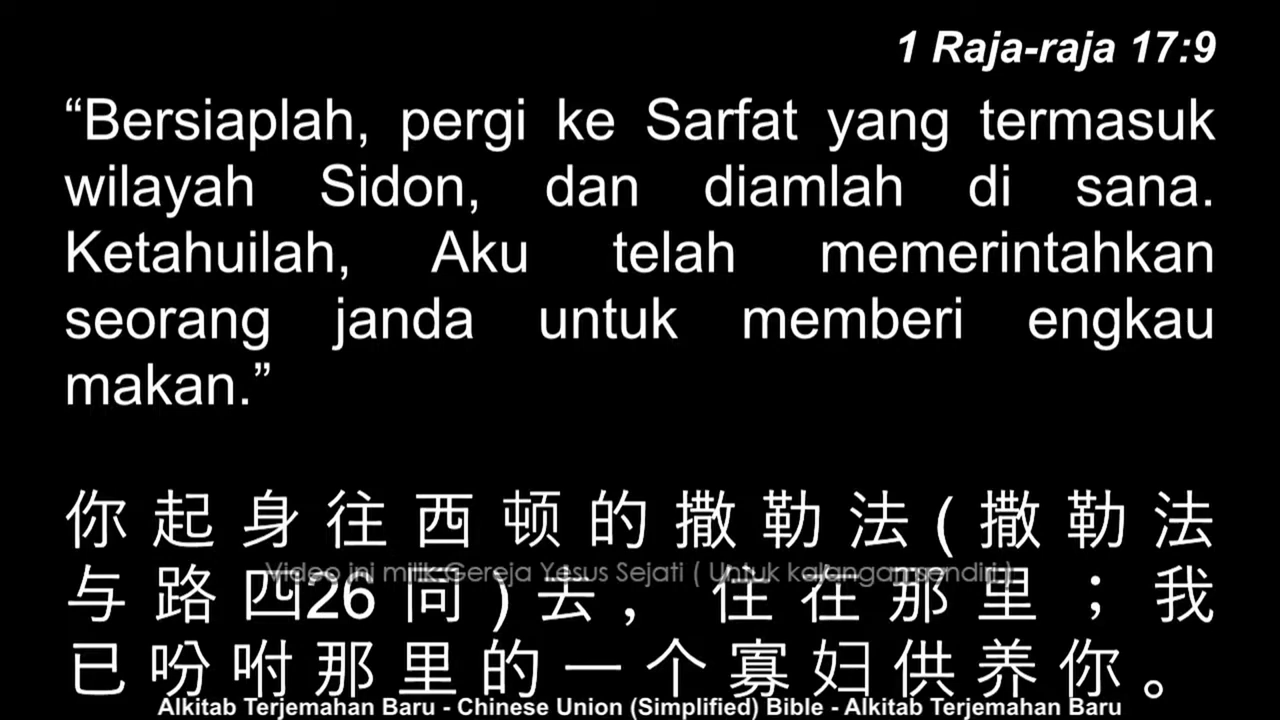 1 Raja-raja 17:9
“Bersiaplah, pergi ke Sarfat yang termasuk
wilayah Sidon, dan diamlah di sana.
Ketahuilah, Aku telah memerintahkan
seorang janda untuk memberi engkau
makan.”
你起身往西顿的撒勒法(撒勒法
Video ini milik Gereja Yesus Sejati ( Untuk kalangan sendiri )
与路四26同)去，住在那里；我
已吩咐那里的一个寡妇供养你。
Alkitab Terjemahan Baru - Chinese Union (Simplified) Bible - Alkitab Terjemahan Baru